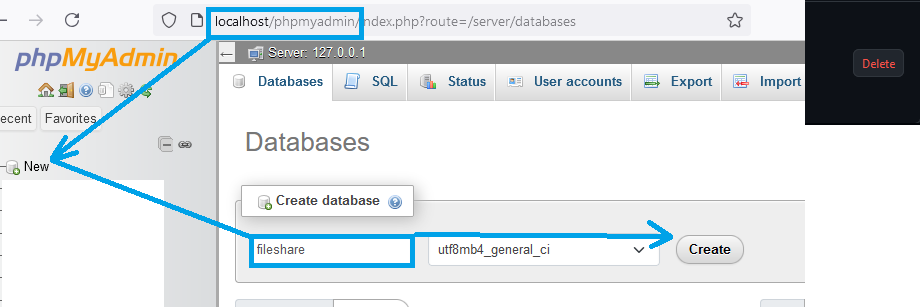 localhost/phpmyadmin/index.php?route=/server/databases
phpMyAdmin
Server: 127.0.0.1
Delete
Databases
SQL
Status
User accounts
Export
Import
ecent
Favorites
Databases
New
Create database
fileshare
utf8mb4_general_ci
Create